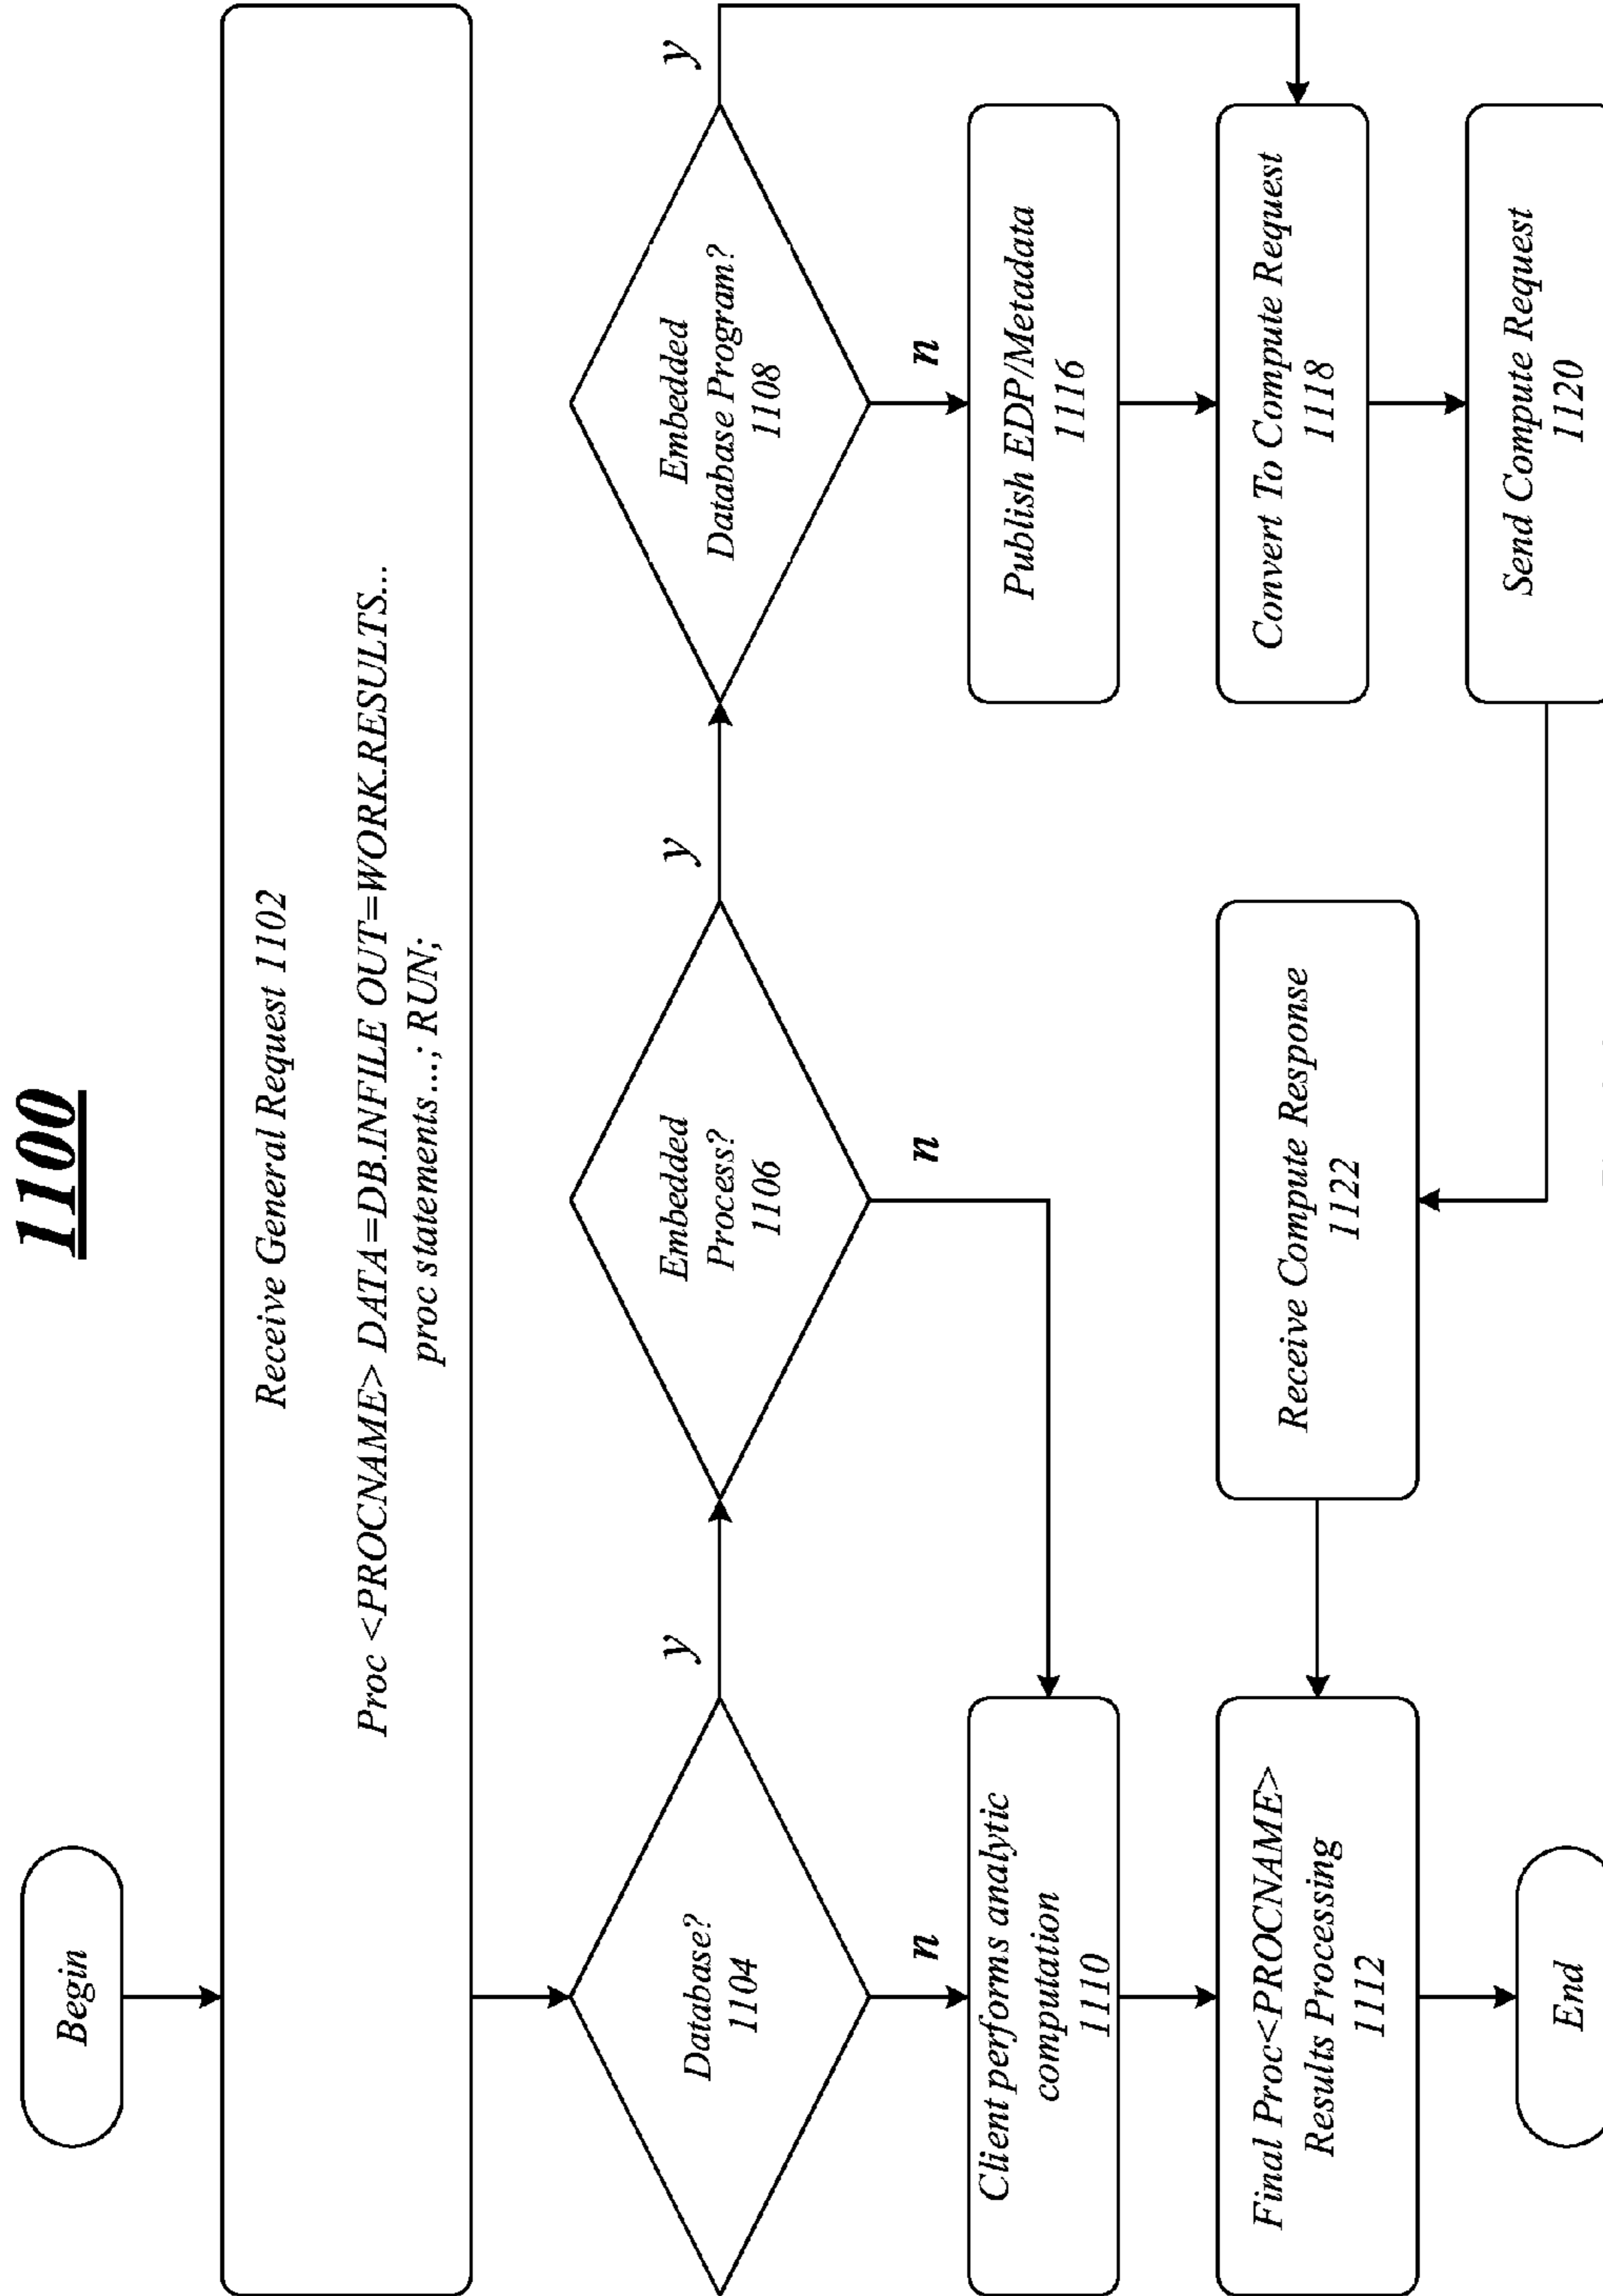 1100
Begin
Receive General Request 1102
Proc <PROCNAME> DATA=DB.INFILE OUT=WORK.RESULTS...
proc statements...; RUN;
Database?
1104
y
Embedded
Process?
1106
y
Embedded
Database Program?
1108
y
n
n
n
Client performs analytic
computation
1110
Publish EDP/Metadata
1116
Final Proc<PROCNAME>
Results Processing
1112
Receive Compute Response
1122
Convert To Compute Request
1118
Send Compute Request
1120
End